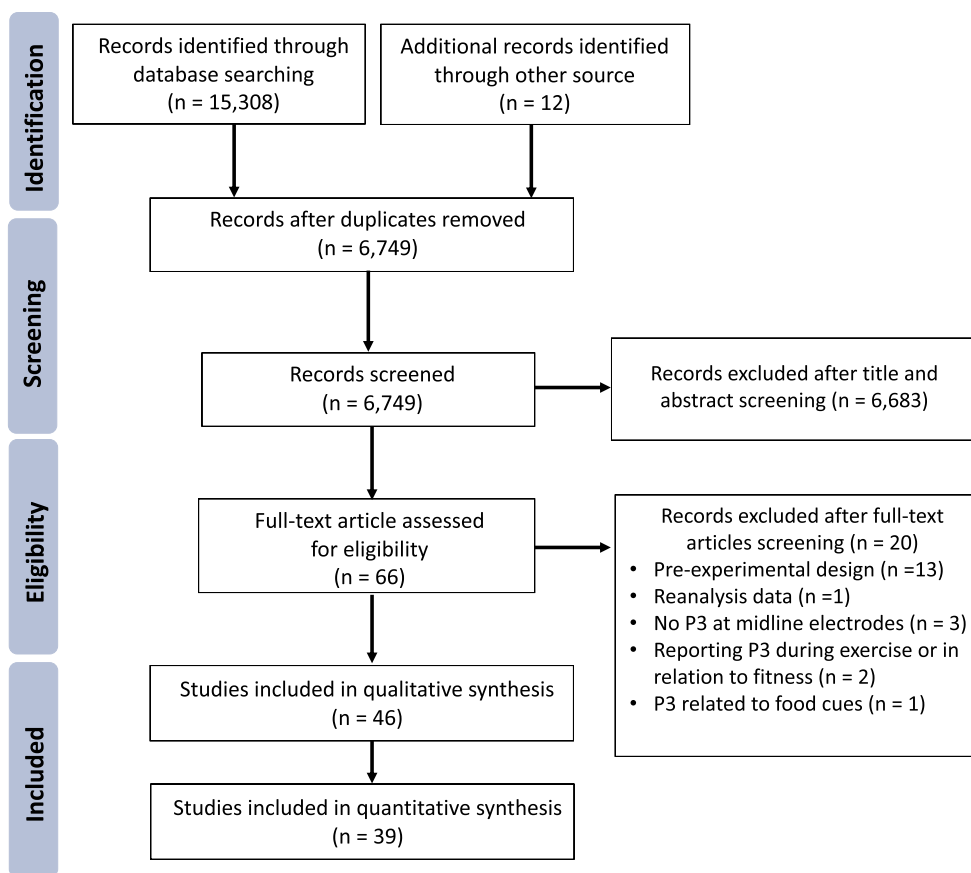 Identification
Records identified through
database searching
(n = 15,308)
Additional records identified
through other source
(n = 12)
Records after duplicates removed
(n = 6,749)
Screening
Records screened
(n = 6,749)
Records excluded after title and
abstract screening (n = 6,683)
Eligibility
Full-text article assessed
for eligibility
(n = 66)
Records excluded after full-text
articles screening (n = 20)
• Pre-experimental design (n =13)
• Reanalysis data (n =1)
• No P3 at midline electrodes (n = 3)
• Reporting P3 during exercise or in
relation to fitness (n = 2)
• P3 related to food cues (n = 1)
Included
Studies included in qualitative synthesis
(n = 46)
Studies included in quantitative synthesis
(n = 39)